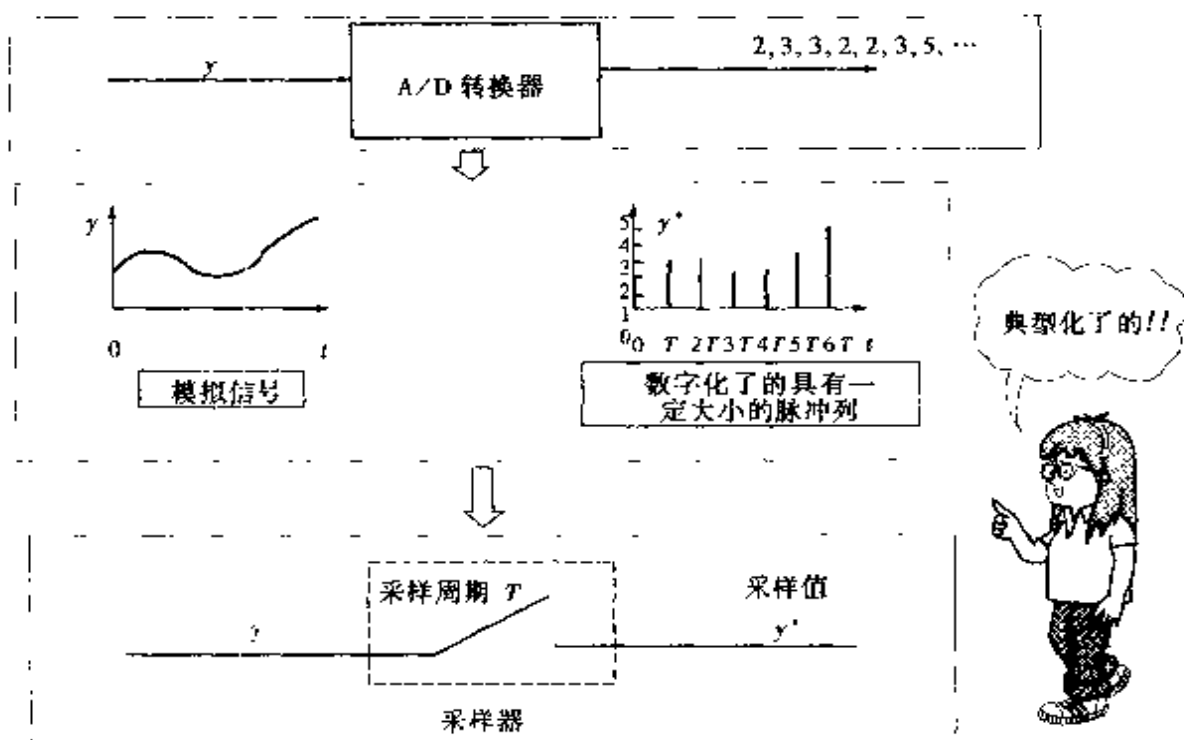 2, 3, 3, 2, 2, 3, 5, …
y
A/D 转换器
y
0
t
模拟信号
5
4
3
2
2
1
0
y*
0 T 2T 3T 4T 5T 6T t
数字化了的具有一
定大小的脉冲列
典型化了的!!
采样周期 T
采样值
y*
采样器